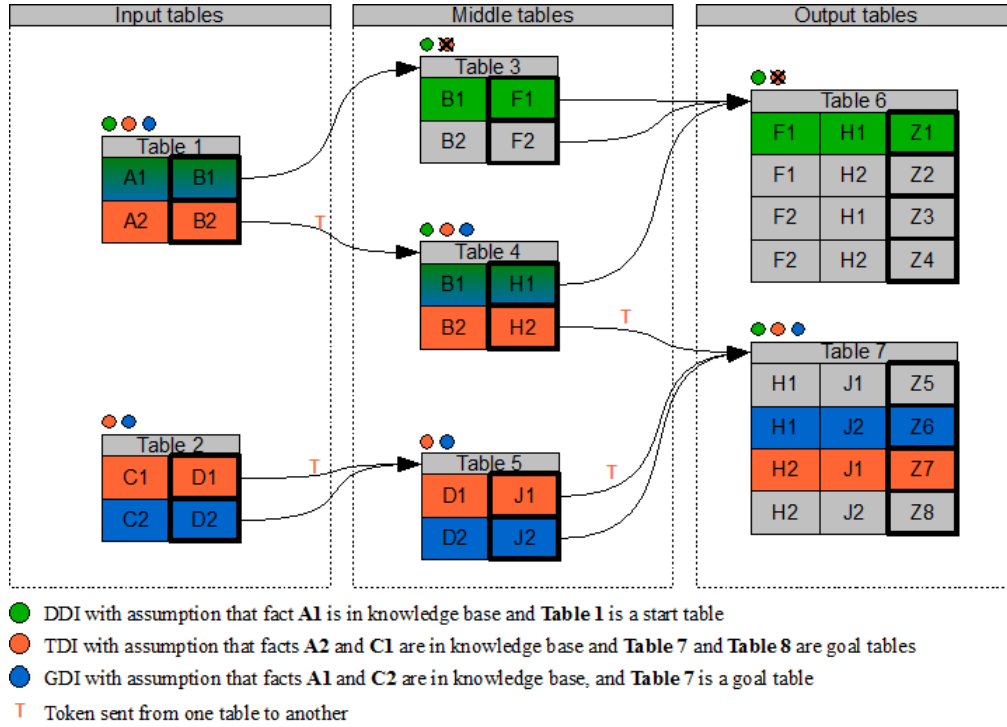 Input tables
Middle tables
Output tables
Table 1
A1 B1
A2 B2
T
Table 2
C1 D1
C2 D2
T
Table 3
B1 F1
B2 F2
Table 4
B1 H1
B2 H2
T
Table 5
D1 J1
D2 J2
T
Table 6
F1 H1 Z1
F1 H2 Z2
F2 H1 Z3
F2 H2 Z4
Table 7
H1 J1 Z5
H1 J2 Z6
H2 J1 Z7
H2 J2 Z8
DDI with assumption that fact A1 is in knowledge base and Table 1 is a start table
TDI with assumption that facts A2 and C1 are in knowledge base and Table 7 and Table 8 are goal tables
GDI with assumption that facts A1 and C2 are in knowledge base, and Table 7 is a goal table
T Token sent from one table to another